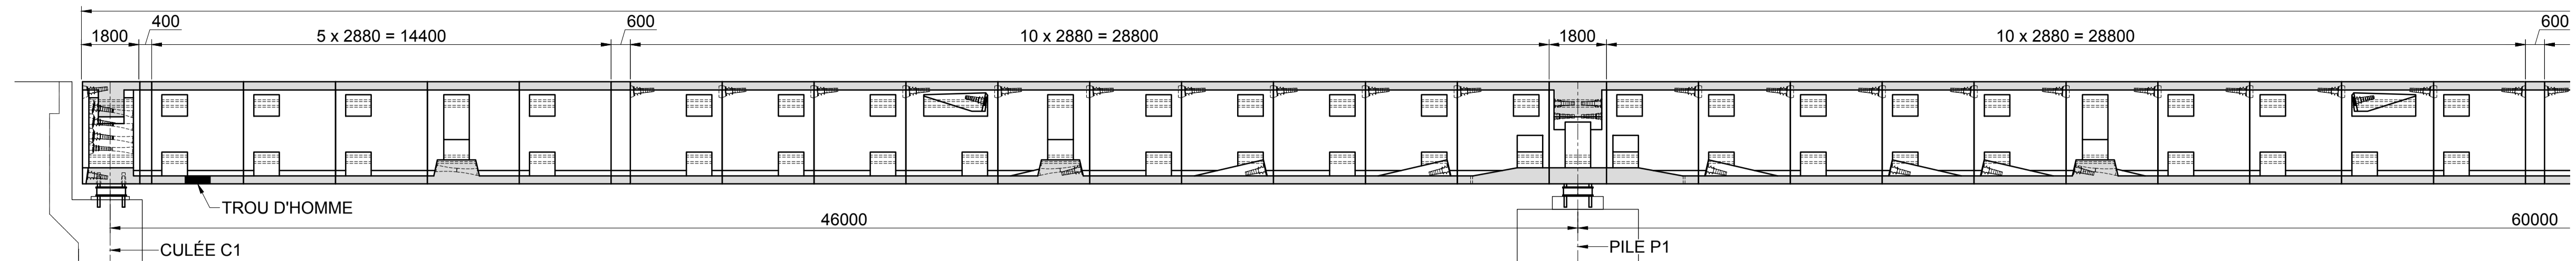 400 600 600
1800 5 x 2880 = 14400 10 x 2880 = 28800 1800 10 x 2880 = 28800
TROU D'HOMME
46000 60000
CULÉE C1 PILE P1